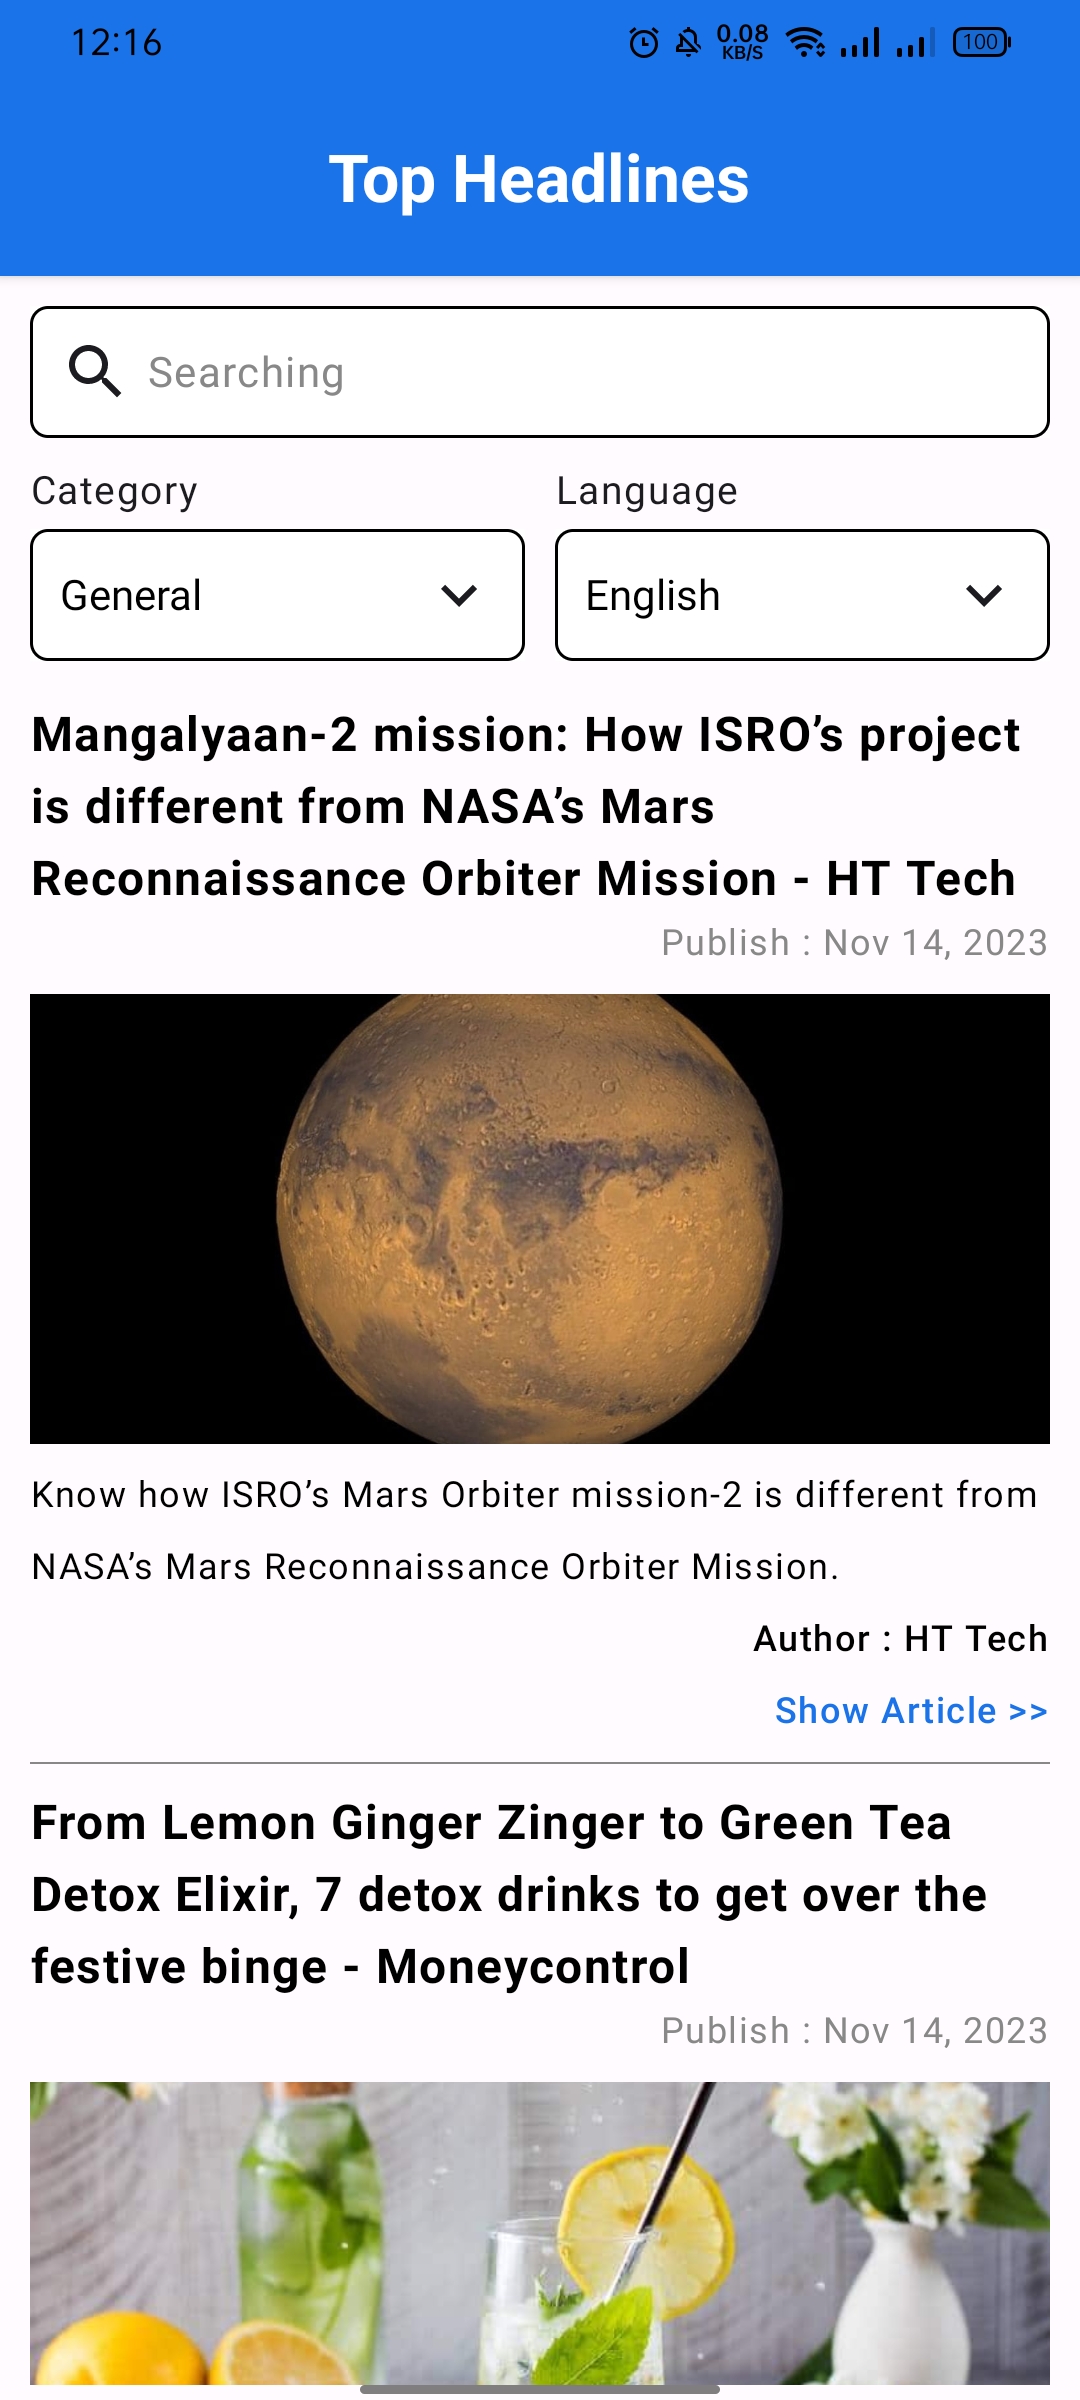 12:16
0.08
KB/S
100
Top Headlines
Searching
Category
Language
General
English
Mangalyaan-2 mission: How ISRO’s project
is different from NASA’s Mars
Reconnaissance Orbiter Mission - HT Tech
Publish : Nov 14, 2023
Know how ISRO’s Mars Orbiter mission-2 is different from
NASA’s Mars Reconnaissance Orbiter Mission.
Author : HT Tech
Show Article >>
From Lemon Ginger Zinger to Green Tea
Detox Elixir, 7 detox drinks to get over the
festive binge - Moneycontrol
Publish : Nov 14, 2023